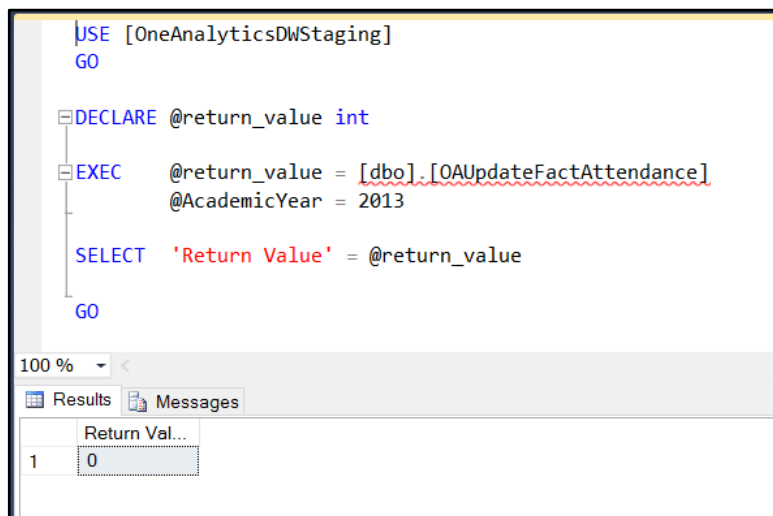 USE [OneAnalyticsDWStaging]
GO
DECLARE @return_value int
EXEC @return_value = [dbo].[OAUpdateFactAttendance]
@AcademicYear = 2013
SELECT 'Return Value' = @return_value
GO
100 %
Results Messages
Return Val...
1 0